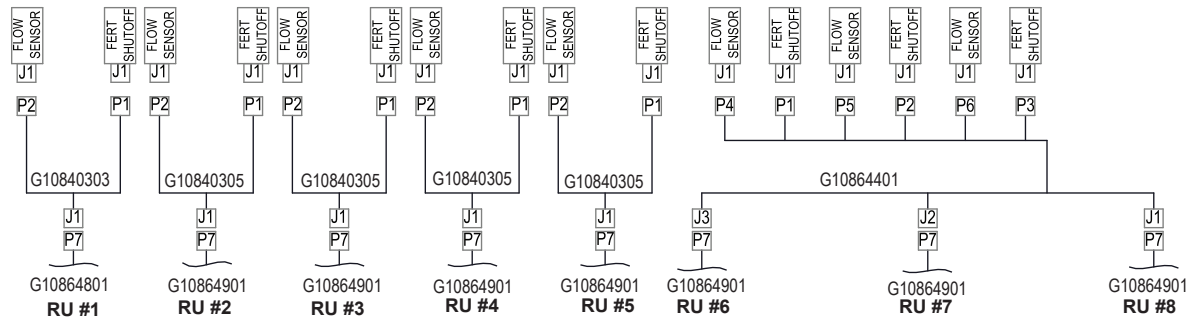 FLOW
SENSOR
FERT
SHUTOFF
FLOW
SENSOR
FERT
SHUTOFF
FLOW
SENSOR
FERT
SHUTOFF
FLOW
SENSOR
FERT
SHUTOFF
FLOW
SENSOR
FERT
SHUTOFF
FLOW
SENSOR
FERT
SHUTOFF
FLOW
SENSOR
FERT
SHUTOFF
FLOW
SENSOR
FERT
SHUTOFF
J1 J1 J1 J1 J1 J1 J1 J1 J1 J1 J1 J1 J1 J1 J1 J1
P2 P1 P2 P1 P2 P1 P2 P1 P2 P1 P4 P1 P5 P2 P6 P3
G10840303 G10840305 G10840305 G10840305 G10840305 G10864401
J1 J1 J1 J1 J1 J3 J2 J1
P7 P7 P7 P7 P7 P7 P7 P7
G10864801 G10864901 G10864901 G10864901 G10864901 G10864901 G10864901 G10864901
RU #1 RU #2 RU #3 RU #4 RU #5 RU #6 RU #7 RU #8